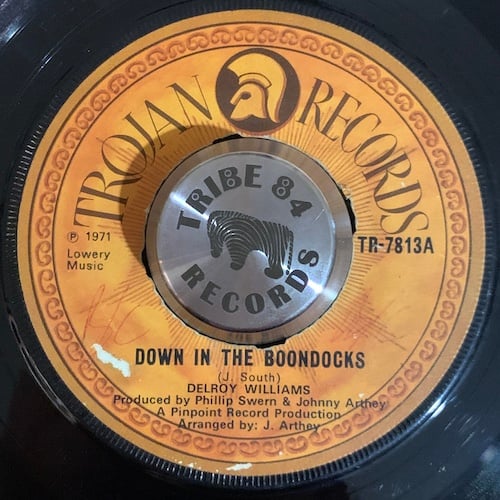 TROJAN RECORDS
TRIBE 84
RECORDS
℗ 1971
Lowery
Music
TR-7813A
DOWN IN THE BOONDOCKS
(J. South)
DELROY WILLIAMS
Produced by Phillip Swern & Johnny Arthey
A Pinpoint Record Production
Arranged by: J. Arthey